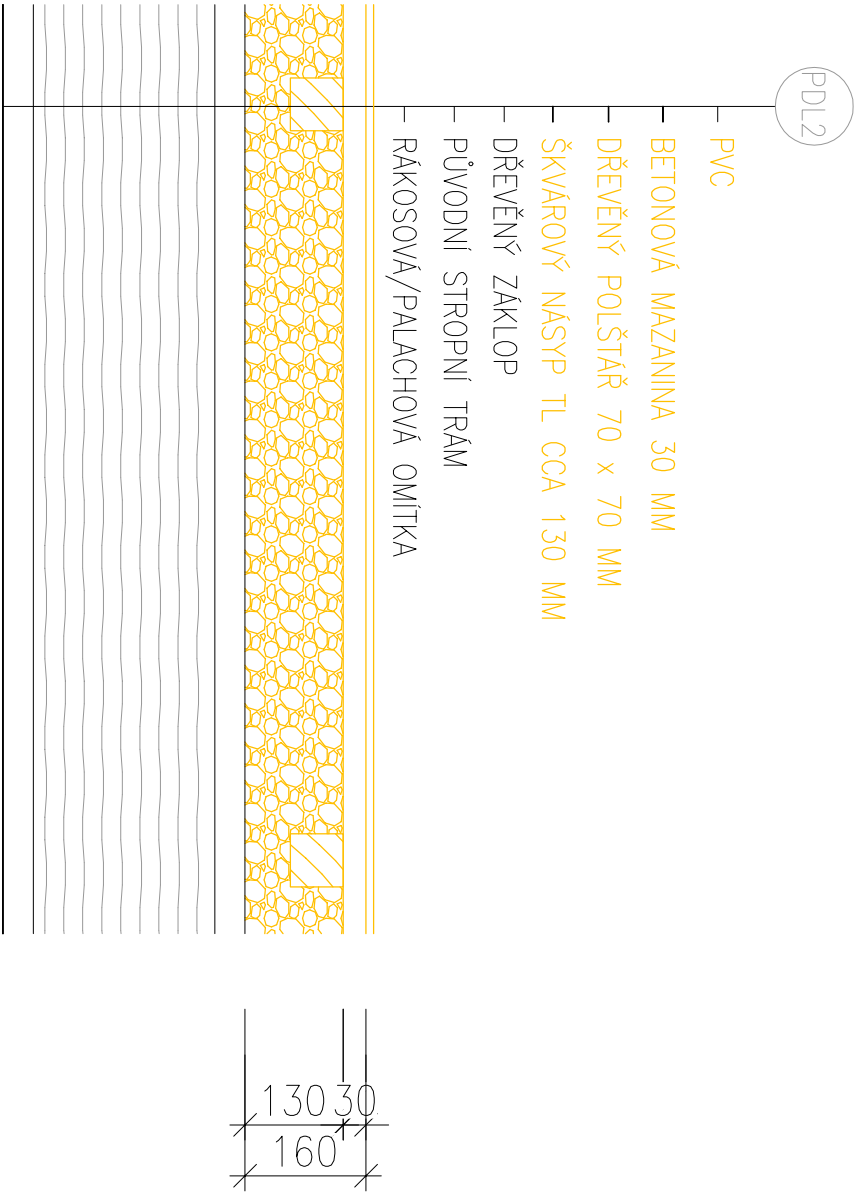 PDL2
PVC
BETONOVÁ MAZANINA 30 MM
DŘEVĚNÝ POLŠTÁŘ 70 x 70 MM
ŠKVÁROVÝ NÁSYP TL CCA 130 MM
DŘEVĚNÝ ZÁKLOP
PŮVODNÍ STROPNÍ TRÁM
RÁKOSOVÁ/PALACHOVÁ OMÍTKA
130 30
160